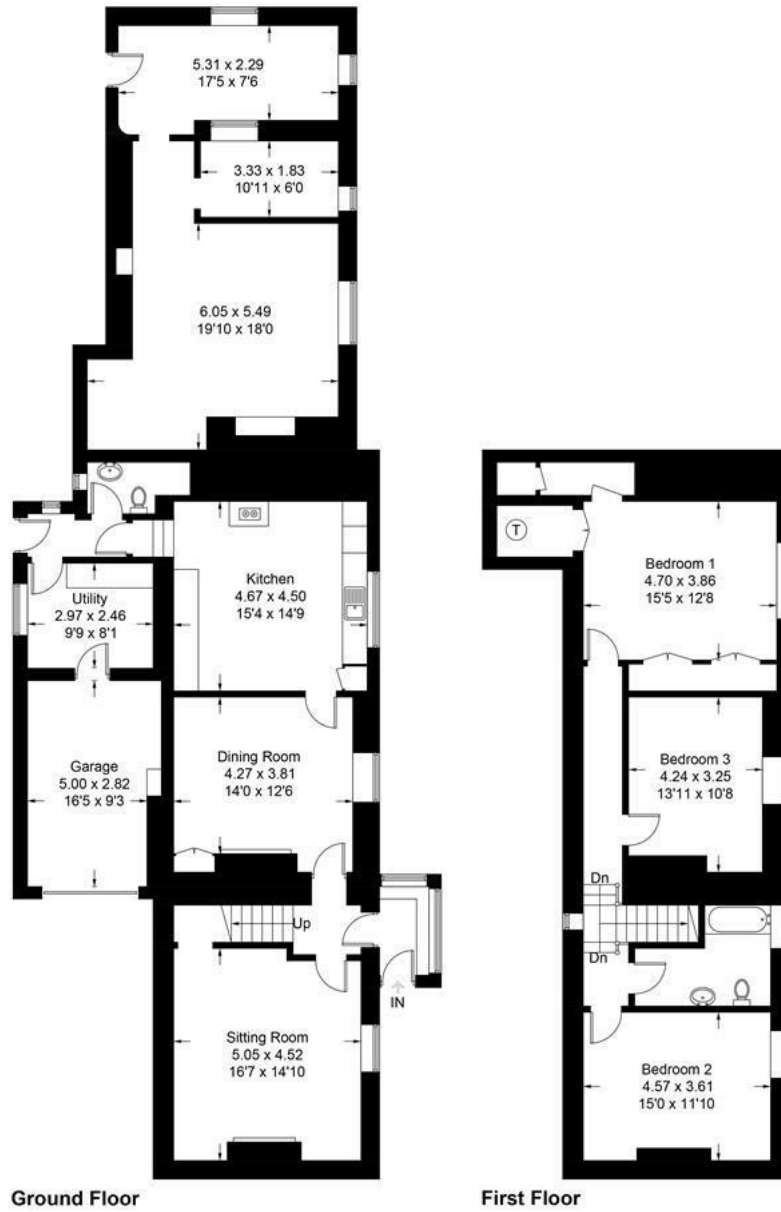 5.31 x 2.29
17'5 x 7'6
3.33 x 1.83
10'11 x 6'0
6.05 x 5.49
19'10 x 18'0
Kitchen
4.67 x 4.50
15'4 x 14'9
Utility
2.97 x 2.46
9'9 x 8'1
Garage
5.00 x 2.82
16'5 x 9'3
Dining Room
4.27 x 3.81
14'0 x 12'6
Up
IN
Sitting Room
5.05 x 4.52
16'7 x 14'10
Ground Floor
T
Bedroom 1
4.70 x 3.86
15'5 x 12'8
Bedroom 3
4.24 x 3.25
13'11 x 10'8
Dn
Dn
Bedroom 2
4.57 x 3.61
15'0 x 11'10
First Floor